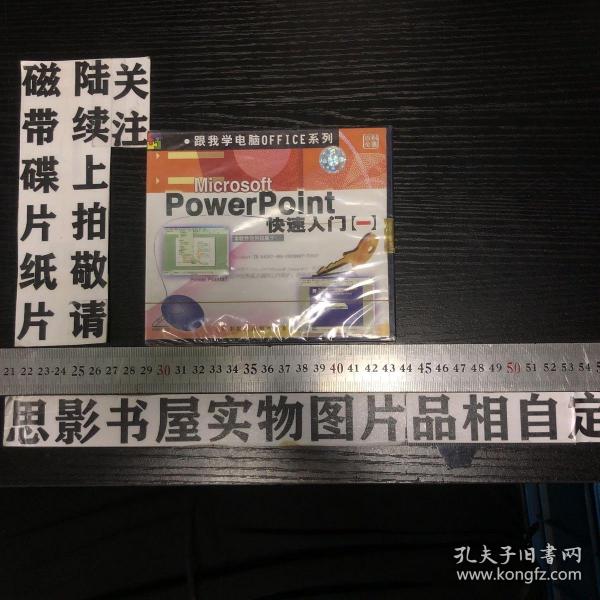 磁带碟片纸片
陆续上拍敬请
关注
·跟我学电脑OFFICE系列
Microsoft
PowerPoint
快速入门【一】
21 22 23 24 25 26 27 28 29 30 31 32 33 34 35 36 37 38 39 40 41 42 43 44 45 46 47 48 49 50 51 52 53 54
思影书屋实物图片品相自定
孔夫子旧书网
www.kongfz.com